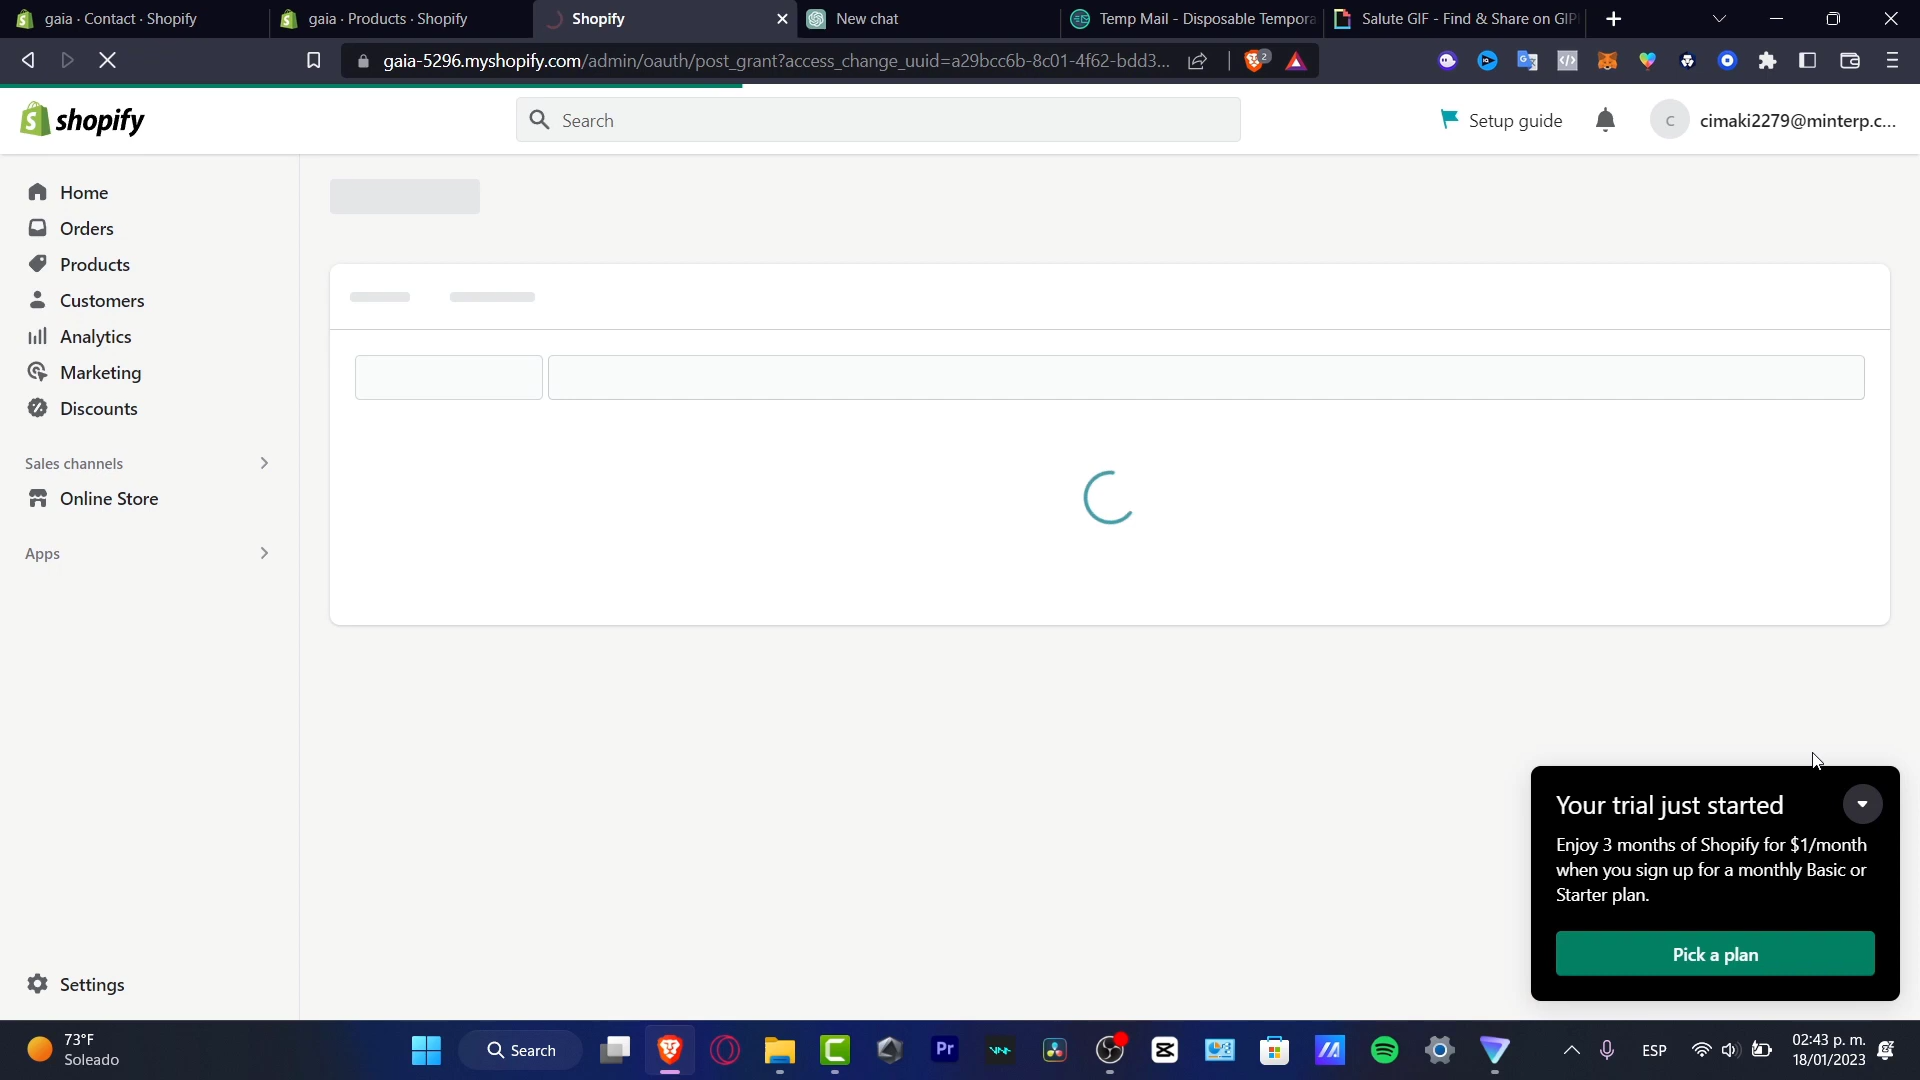 gaia · Contact · Shopify
gaia · Products · Shopify
Shopify
New chat
Temp Mail - Disposable Tempora
Salute GIF - Find & Share on GIP
gaia-5296.myshopify.com/admin/oauth/post_grant?access_change_uuid=a29bcc6b-8c01-4f62-bdd3...
2
shopify
Search
Setup guide
C
cimaki2279@minterp.c...
Home
Orders
Products
Customers
Analytics
Marketing
Discounts
Sales channels
Online Store
Apps
Your trial just started
Enjoy 3 months of Shopify for $1/month
when you sign up for a monthly Basic or
Starter plan.
Pick a plan
Settings
73°F
Soleado
Search
Pr
ESP
02:43 p. m.
18/01/2023